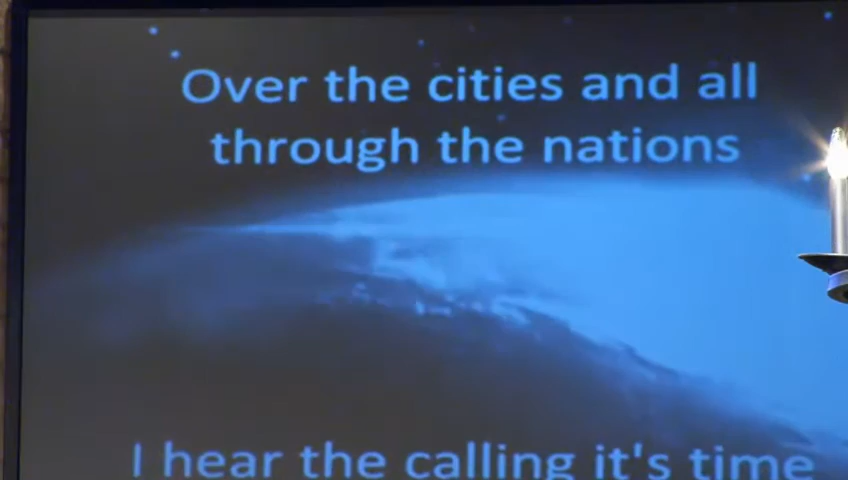 Over the cities and all
through the nations
I hear the calling it's time